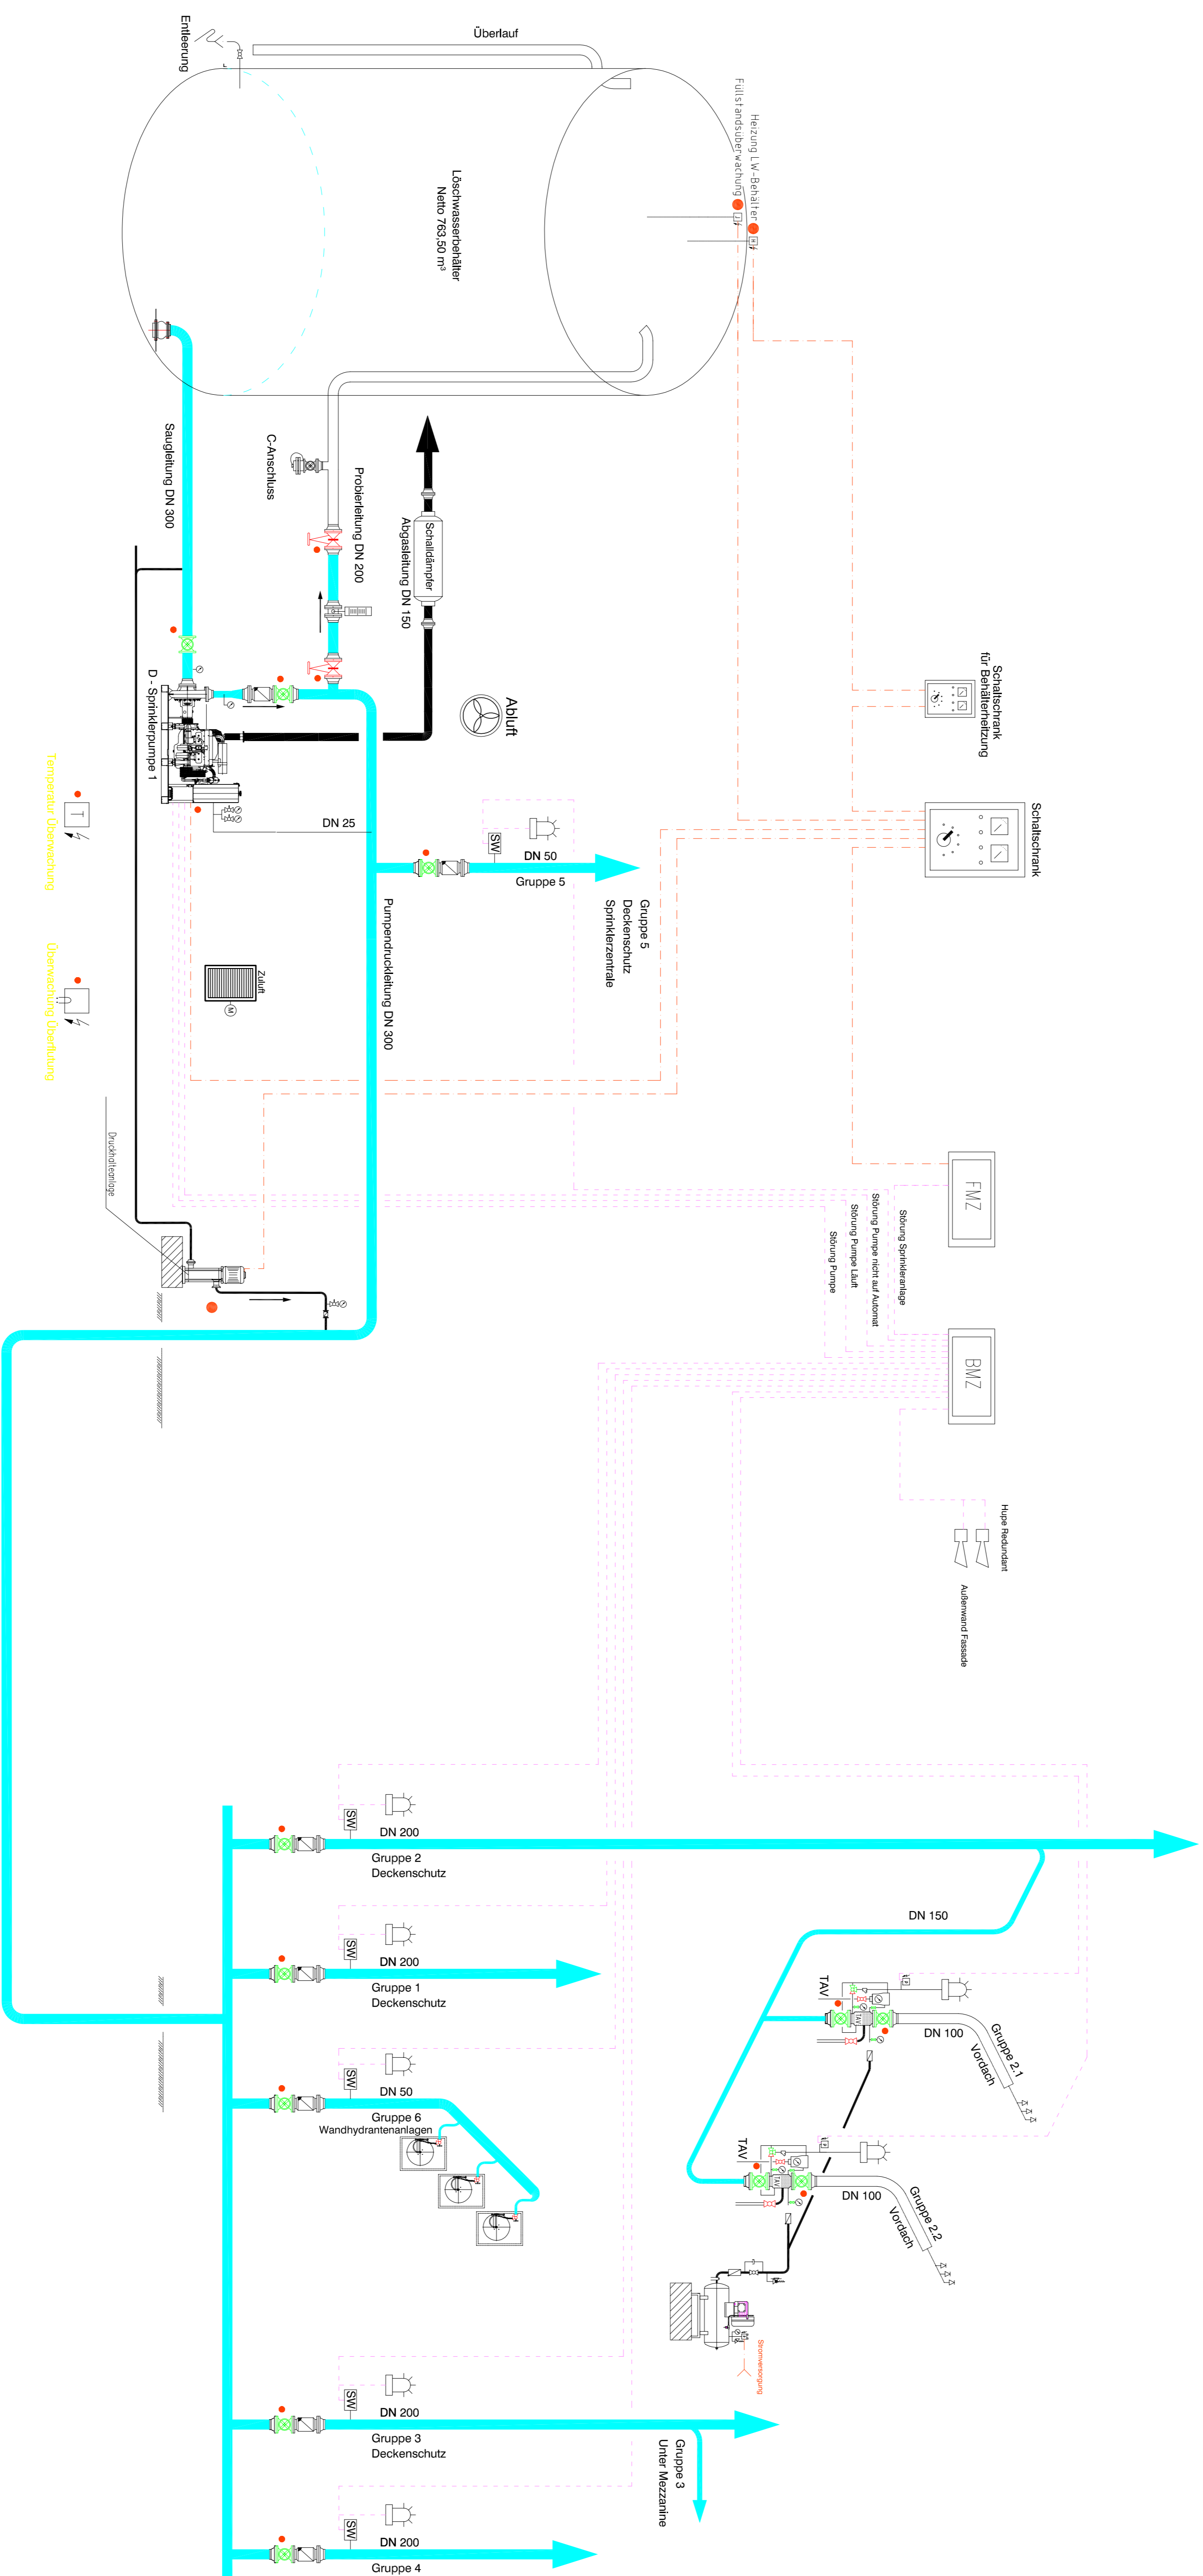 Entleerung
Überlauf
Füllstandsüberwachung
Heizung LW-Behälter
J
H
Löschwasserbehälter
Netto 763,50 m³
Saugleitung DN 300
C-Anschluss
Probierleitung DN 200
Schalldämpfer
Abgasleitung DN 150
D - Sprinklerpumpe 1
Abluft
Schaltschrank
für Behälterheitzung
Schaltschrank
DN 25
SW
DN 50
Gruppe 5
Gruppe 5
Deckenschutz
Sprinklerzentrale
Temperatur Überwachung
T
Überwachung Überflutung
Pumpendruckleitung DN 300
Zuluft
M
Druckhalteanlage
FMZ
Störung Sprinkleranlage
Störung Pumpe nicht auf Automat
Störung Pumpe Läuft
Störung Pumpe
BMZ
Hupe Redundant
Außenwand Fassade
SW
DN 200
Gruppe 2
Deckenschutz
SW
DN 200
Gruppe 1
Deckenschutz
DN 150
TAV
TAV
P
DN 100
Gruppe 2.1
Vordach
SW
DN 50
Gruppe 6
Wandhydrantenanlagen
TAV
TAV
P
DN 100
Gruppe 2.2
Vordach
Stromversorgung
SW
DN 200
Gruppe 3
Deckenschutz
Gruppe 3
Unter Mezzanine
SW
DN 200
Gruppe 4